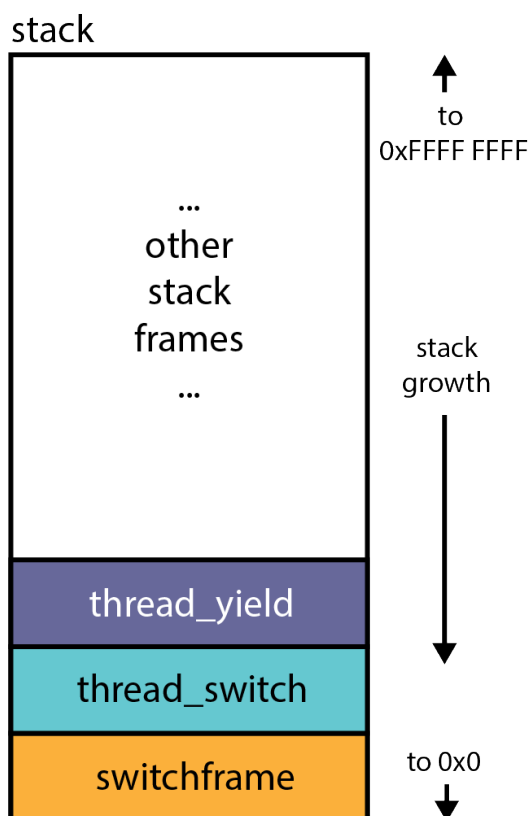 stack
to
0xFFFF FFFF
...
other
stack
frames
...
stack
growth
thread_yield
thread_switch
switchframe
to 0x0